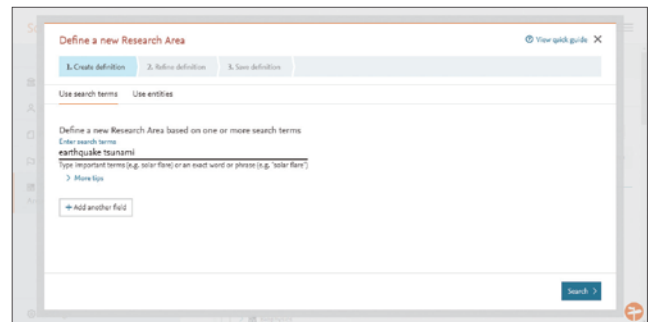 Define a new Research Area
View quick guide
1. Create definition
2. Refine definition
3. Save definition
Use search terms
Use entities
Define a new Research Area based on one or more search terms
Enter search terms
earthquake tsunami
Type important terms (e.g. solar flare) or an exact word or phrase (e.g. "solar flare")
More tips
+ Add another field
Search